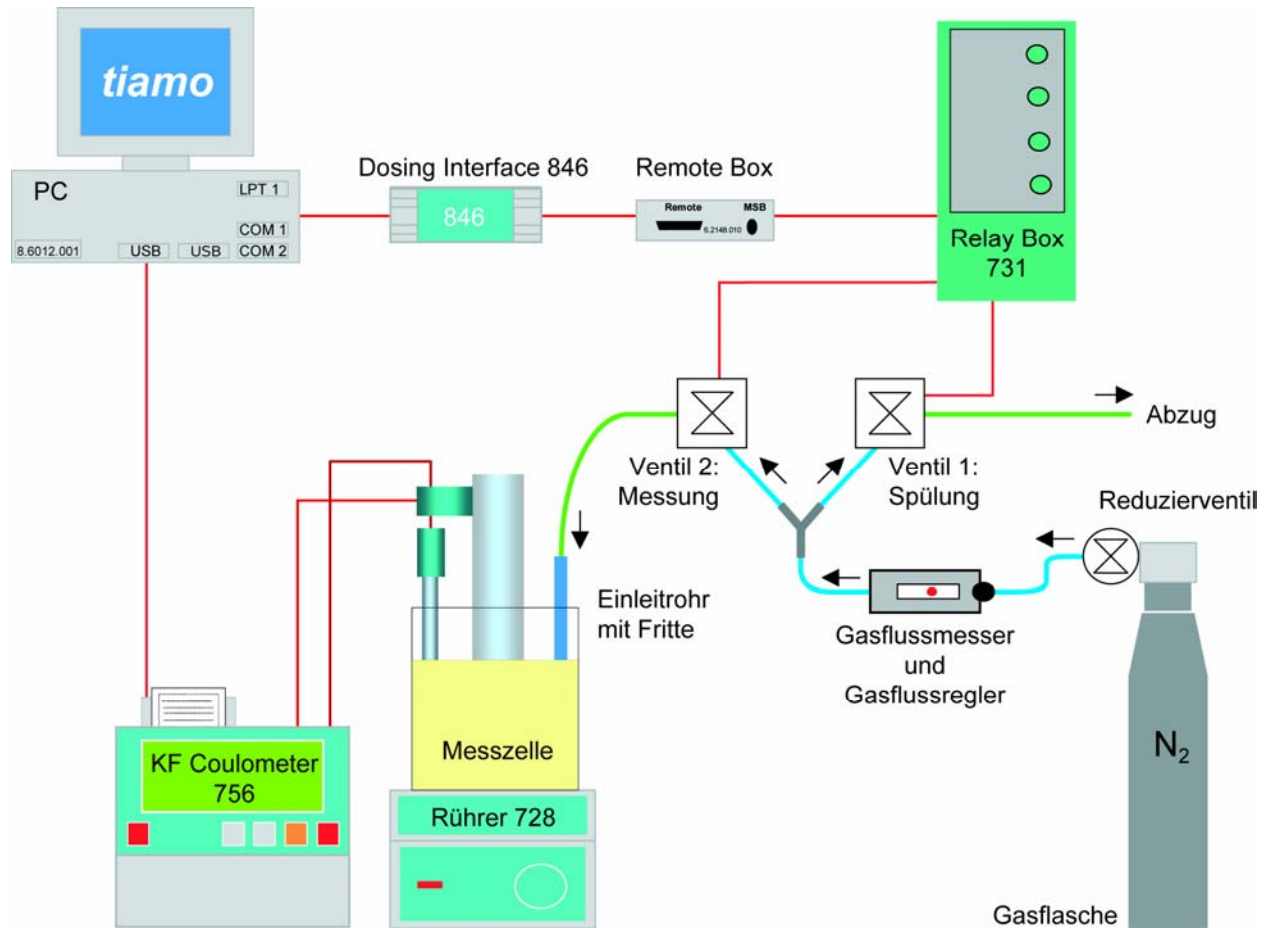 tiamo
PC
LPT 1
COM 1
8.6012.001
USB
USB
COM 2
Dosing Interface 846
846
Remote Box
Remote
MSB
6.2148.010
Relay Box
731
Ventil 2:
Messung
Ventil 1:
Spülung
Abzug
Reduzierventil
Einleitrohr
mit Fritte
Gasflussmesser
und
Gasflussregler
KF Coulometer
756
Messzelle
Rührer 728
N₂
Gasflasche